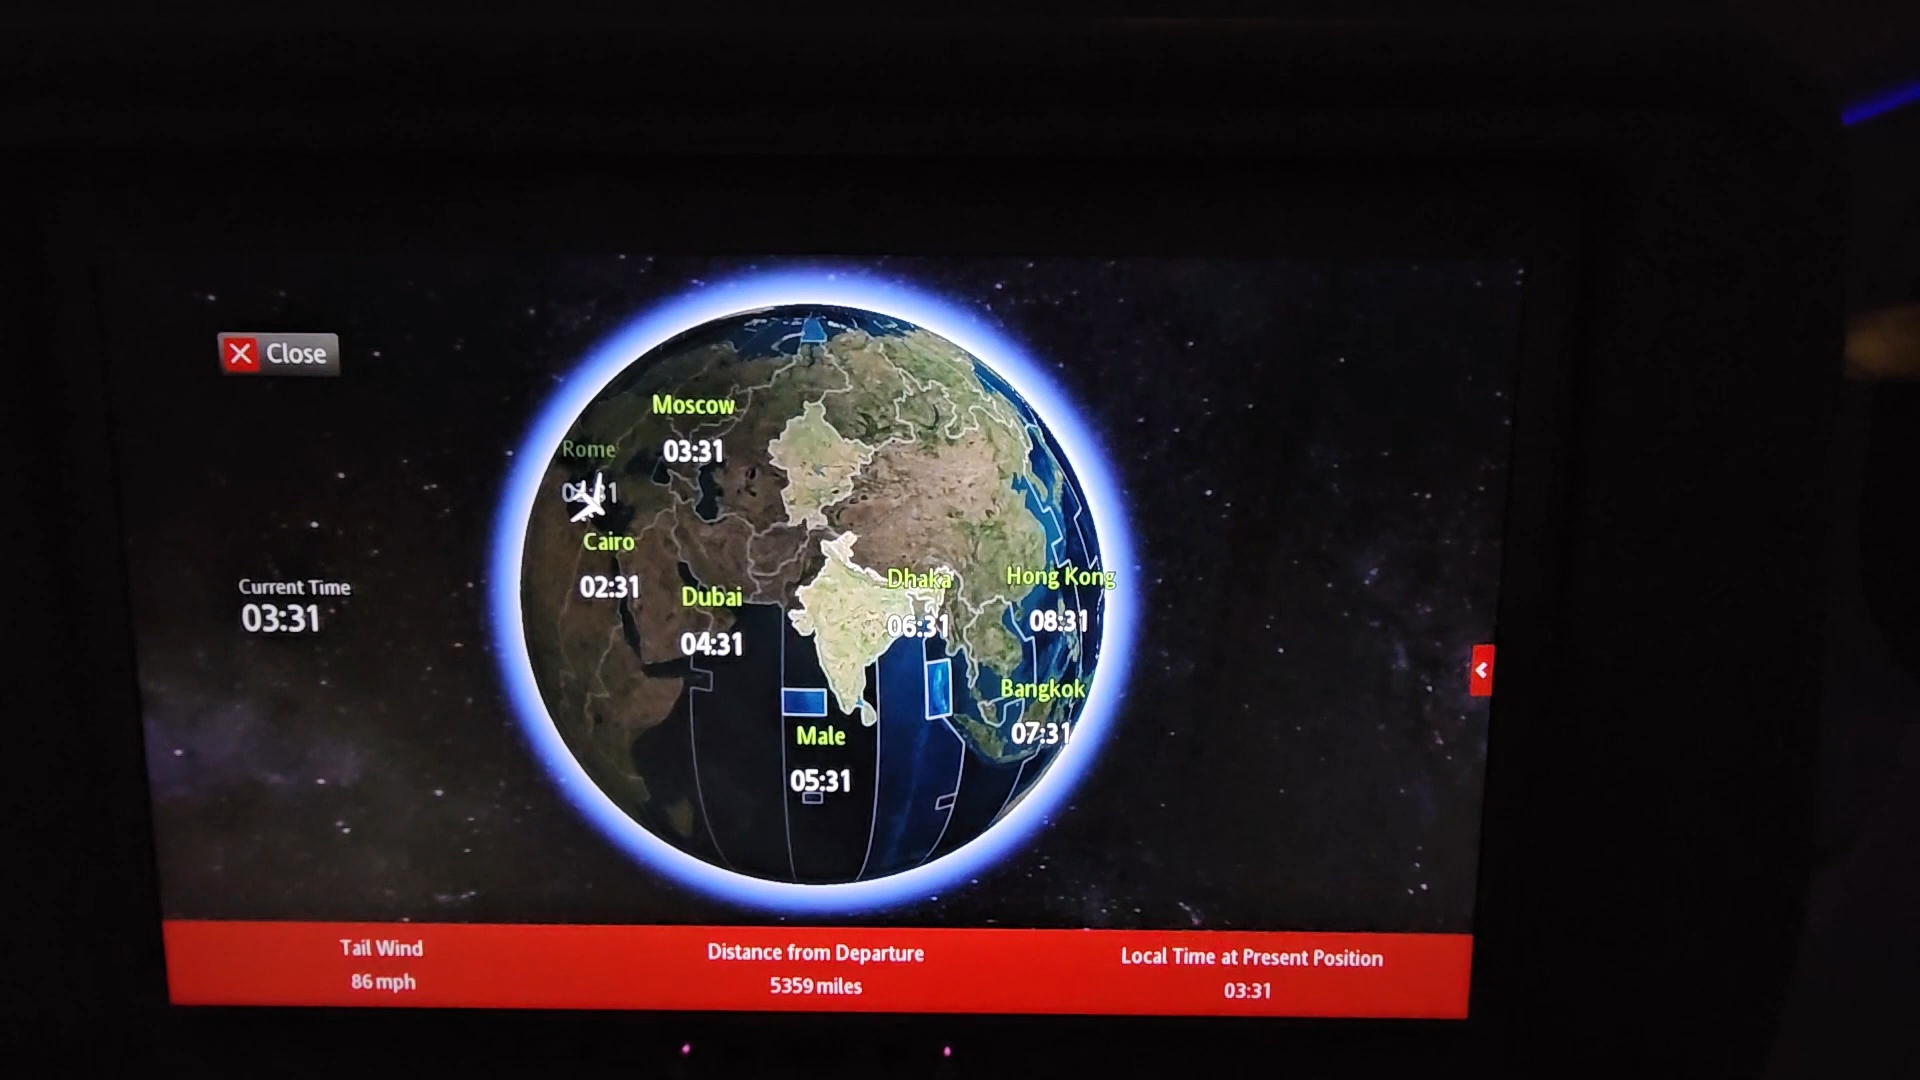 Close
Moscow
03:31
Rome
Cairo
02:31
Current Time
03:31
Dubai
04:31
Dhaka
06:31
Hong Kong
08:31
Bangkok
07:31
Male
05:31
Tail Wind
86 mph
Distance from Departure
5359 miles
Local Time at Present Position
03:31